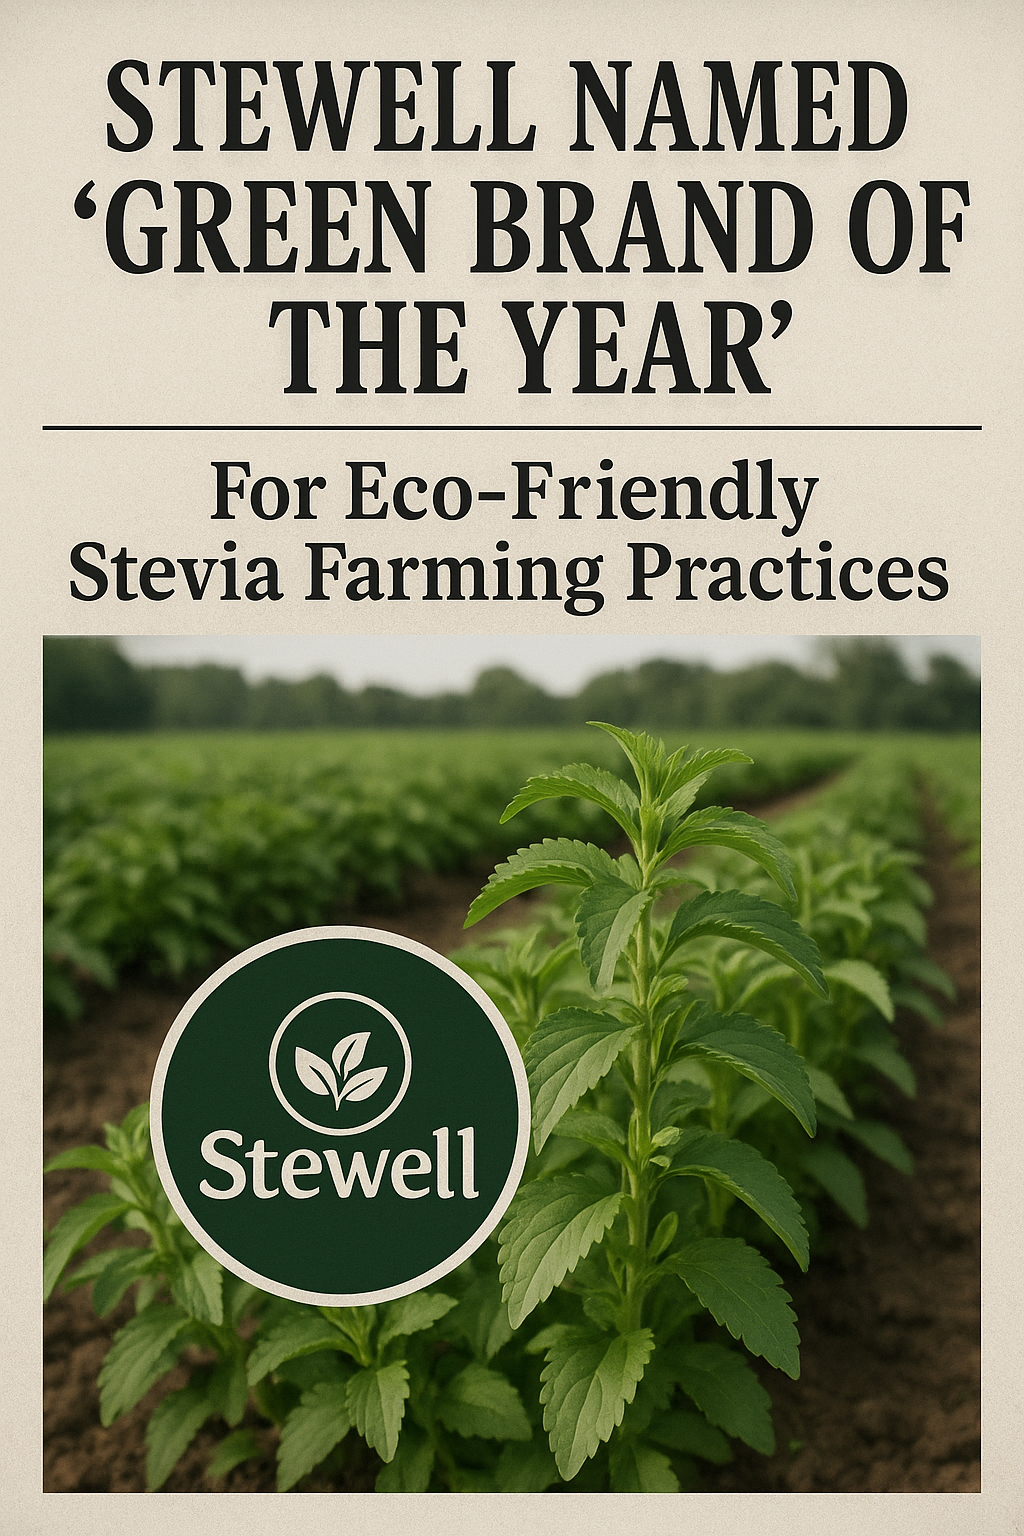 STEWELL NAMED
‘GREEN BRAND OF
THE YEAR’
For Eco-Friendly
Stevia Farming Practices
Stewell